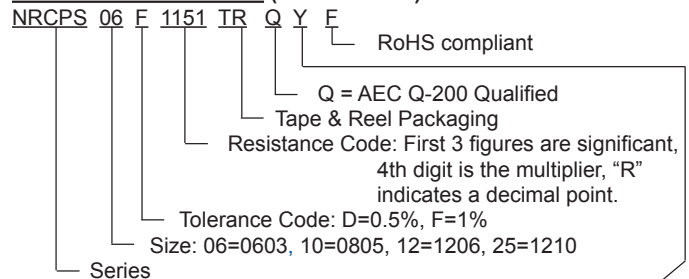 NRCPS 06 F 1151 TR Q Y F
RoHS compliant
Q = AEC Q-200 Qualified
Tape & Reel Packaging
Resistance Code: First 3 figures are significant,
4th digit is the multiplier, “R”
indicates a decimal point.
Tolerance Code: D=0.5%, F=1%
Size: 06=0603, 10=0805, 12=1206, 25=1210
Series